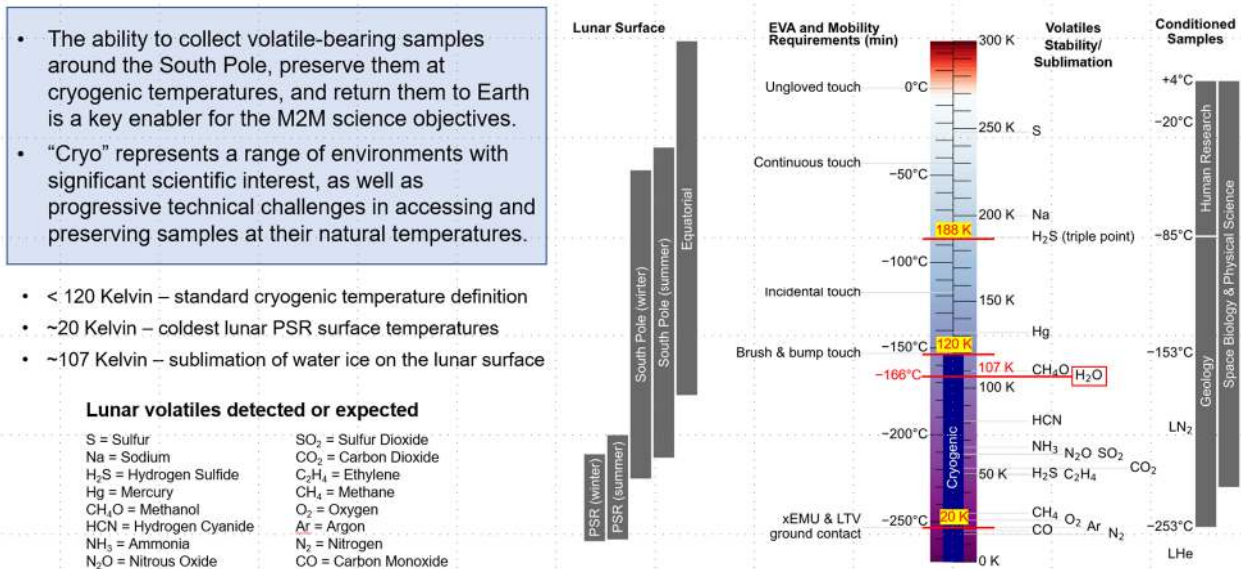 • The ability to collect volatile-bearing samples
around the South Pole, preserve them at
cryogenic temperatures, and return them to Earth
is a key enabler for the M2M science objectives.
• “Cryo” represents a range of environments with
significant scientific interest, as well as
progressive technical challenges in accessing and
preserving samples at their natural temperatures.
• < 120 Kelvin – standard cryogenic temperature definition
• ~20 Kelvin – coldest lunar PSR surface temperatures
• ~107 Kelvin – sublimation of water ice on the lunar surface
Lunar volatiles detected or expected
S = Sulfur
Na = Sodium
H₂S = Hydrogen Sulfide
Hg = Mercury
CH₄O = Methanol
HCN = Hydrogen Cyanide
NH₃ = Ammonia
N₂O = Nitrous Oxide
SO₂ = Sulfur Dioxide
CO₂ = Carbon Dioxide
C₂H₄ = Ethylene
CH₄ = Methane
O₂ = Oxygen
Ar = Argon
N₂ = Nitrogen
CO = Carbon Monoxide
Lunar Surface
PSR (winter)
PSR (summer)
South Pole (wirter)
South Pole (summer)
Equatorial
EVA and Mobility
Requirements (min)
Ungloved touch
Continuous touch
Incidental touch
Brush & bump touch
xEMU & LTV
ground contact
0°C
−50°C
−100°C
−150°C
−166°C
−200°C
−250°C
188 K
120 K
Cryogenic
20 K
300 K
250 K
200 K
150 K
107 K
100 K
50 K
0 K
Volatiles
Stability/
Sublimation
S
Na
H₂S (triple point)
Hg
CH₄O H₂O
HCN
NH₃ N₂O SO₂
CO₂
H₂S C₂H₄
CH₄ O₂ Ar
CO N₂
Conditioned
Samples
+4°C
−20°C
−85°C
−153°C
LN₂
−253°C
LHe
Human Research
Geology
Space Biology & Physical Science